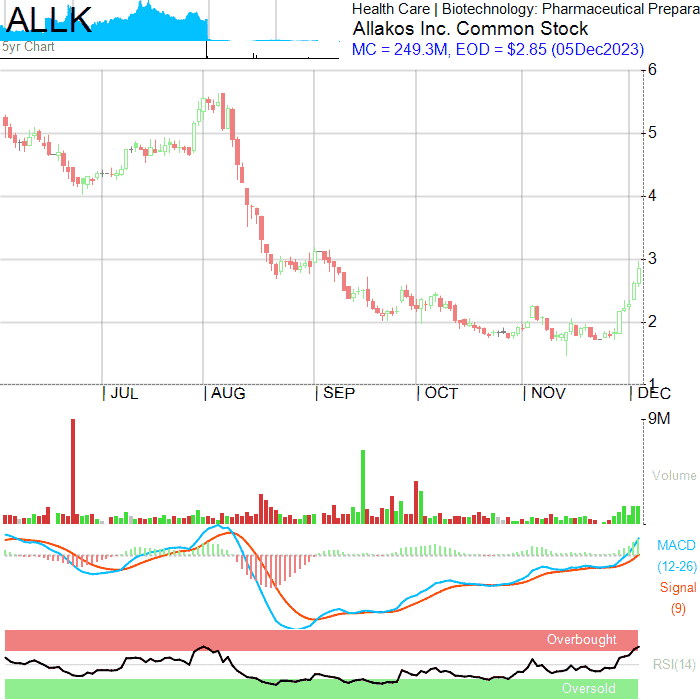 ALLK
5yr Chart
Health Care | Biotechnology: Pharmaceutical Prepara
Allakos Inc. Common Stock
MC = 249.3M, EOD = $2.85 (05Dec2023)
6
5
4
3
2
1
| JUL | AUG | SEP | OCT | NOV | DEC
9M
Volume
MACD
(12-26)
Signal
(9)
Overbought
RSI(14)
Oversold